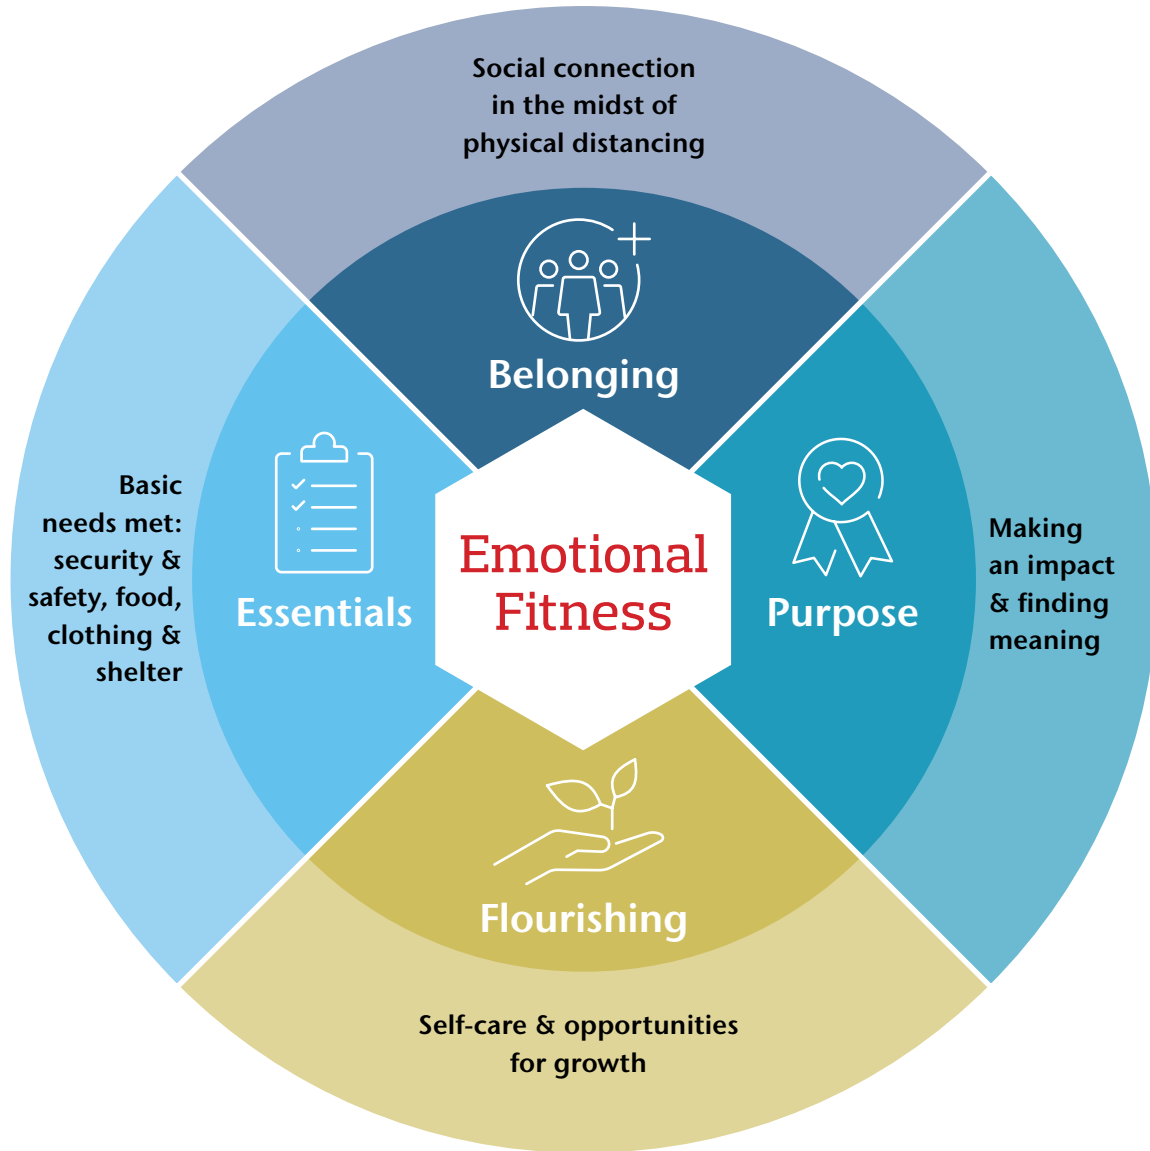 Social connection
in the midst of
physical distancing
Belonging
Basic
needs met:
security &
safety, food,
clothing &
shelter
Essentials
Emotional
Fitness
Purpose
Making
an impact
& finding
meaning
Flourishing
Self-care & opportunities
for growth